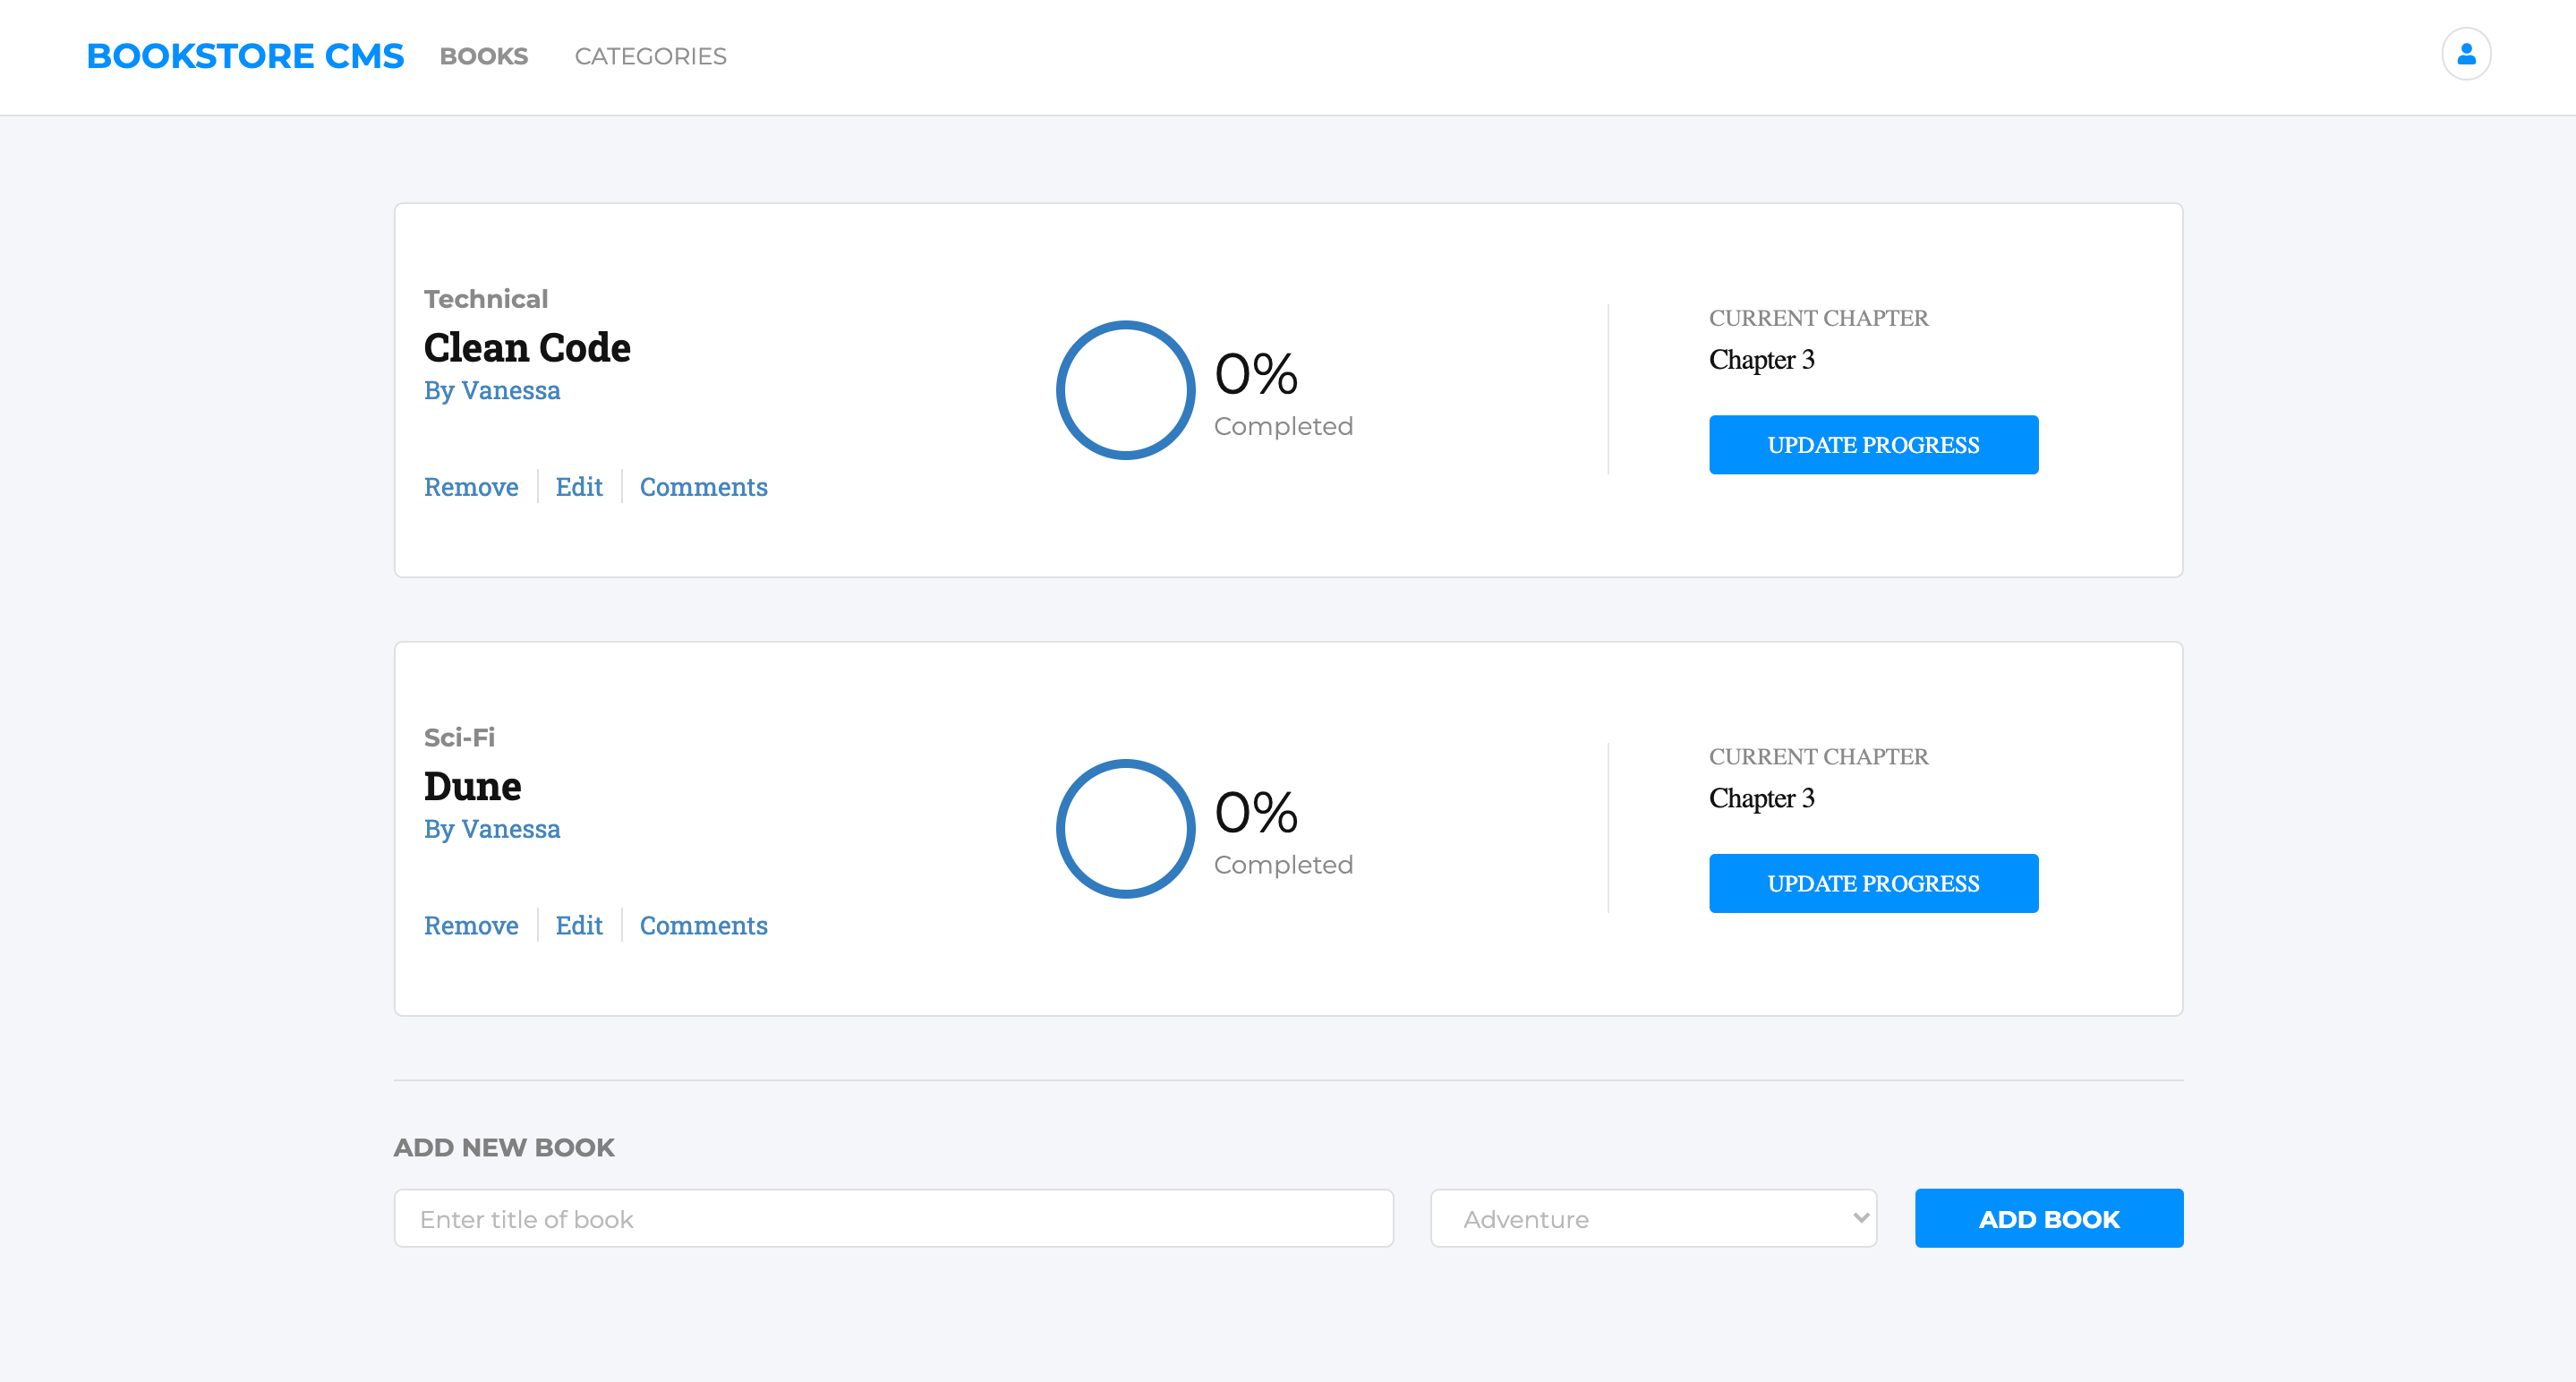 BOOKSTORE CMS BOOKS CATEGORIES
Technical
Clean Code
By Vanessa
Remove Edit Comments
0%
Completed
CURRENT CHAPTER
Chapter 3
UPDATE PROGRESS
Sci-Fi
Dune
By Vanessa
Remove Edit Comments
0%
Completed
CURRENT CHAPTER
Chapter 3
UPDATE PROGRESS
ADD NEW BOOK
Enter title of book Adventure ADD BOOK